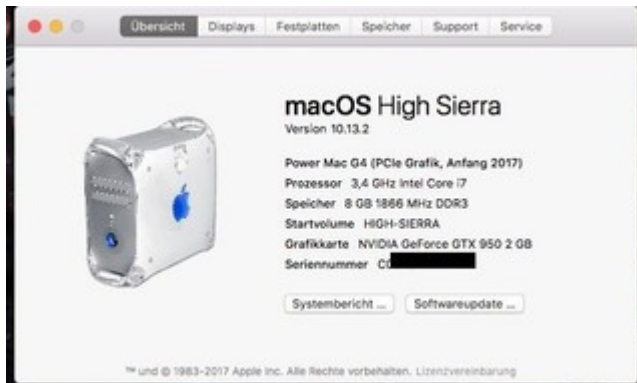 Übersicht Displays Festplatten Speicher Support Service
macOS High Sierra
Version 10.13.2
Power Mac G4 (PCIe Grafik, Anfang 2017)
Prozessor 3,4 GHz Intel Core i7
Speicher 8 GB 1866 MHz DDR3
Startvolume HIGH-SIERRA
Grafikkarte NVIDIA GeForce GTX 950 2 GB
Seriennummer C0
Systembericht ... Softwareupdate ...
™ und © 1983-2017 Apple Inc. Alle Rechte vorbehalten. Lizenzvereinbarung